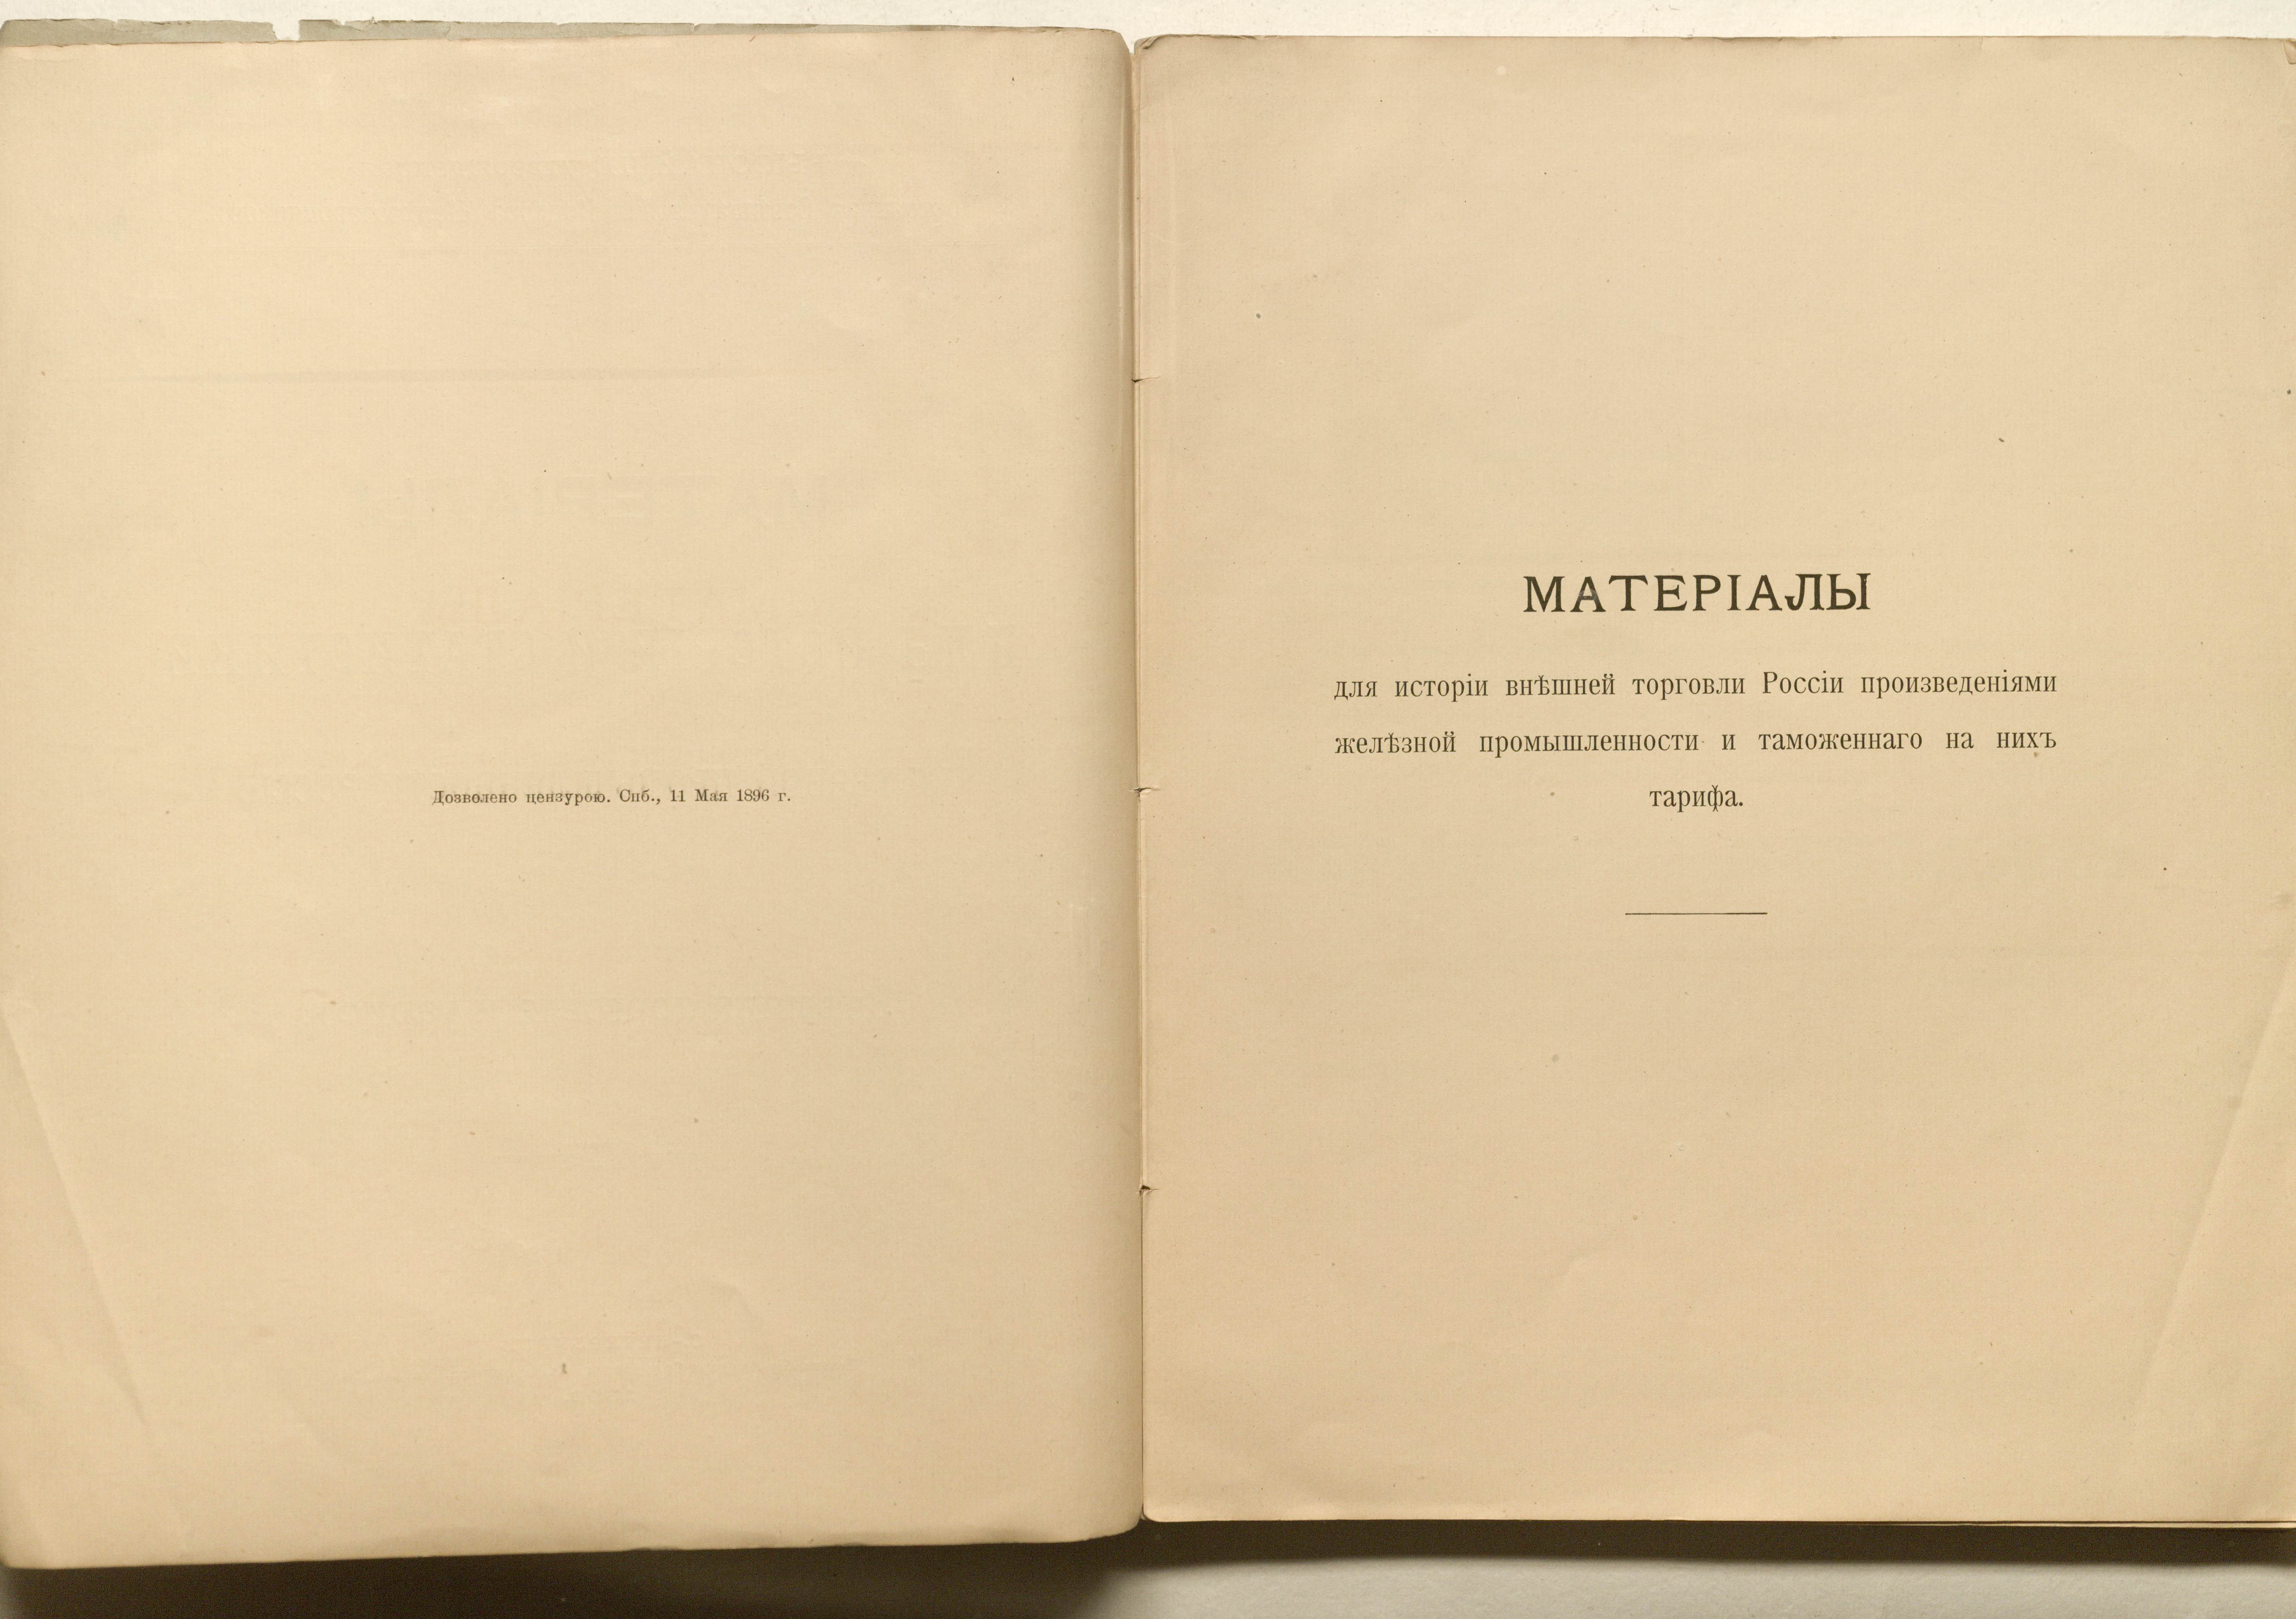 Дозволено цензурою. Спб., 11 Мая 1896 г.
МАТЕРІАЛЫ
для исторіи внѣшней торговли Россіи произведеніями
желѣзной промышленности и таможеннаго на нихъ
тарифа.